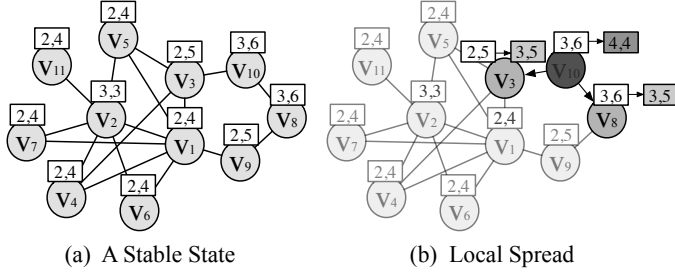 2,4
2,4
V5
2,5
3,6
V11
V3
V10
3,3
3,6
2,4
V2
2,4
V8
V7
V1
2,5
2,4
2,4
V9
V4
V6
(a) A Stable State
2,4
2,4
V5
2,5
3,5
3,6
4,4
V11
V3
V10
3,3
3,6
3,5
2,4
V2
2,4
V8
V7
V1
2,5
2,4
2,4
V9
V4
V6
(b) Local Spread